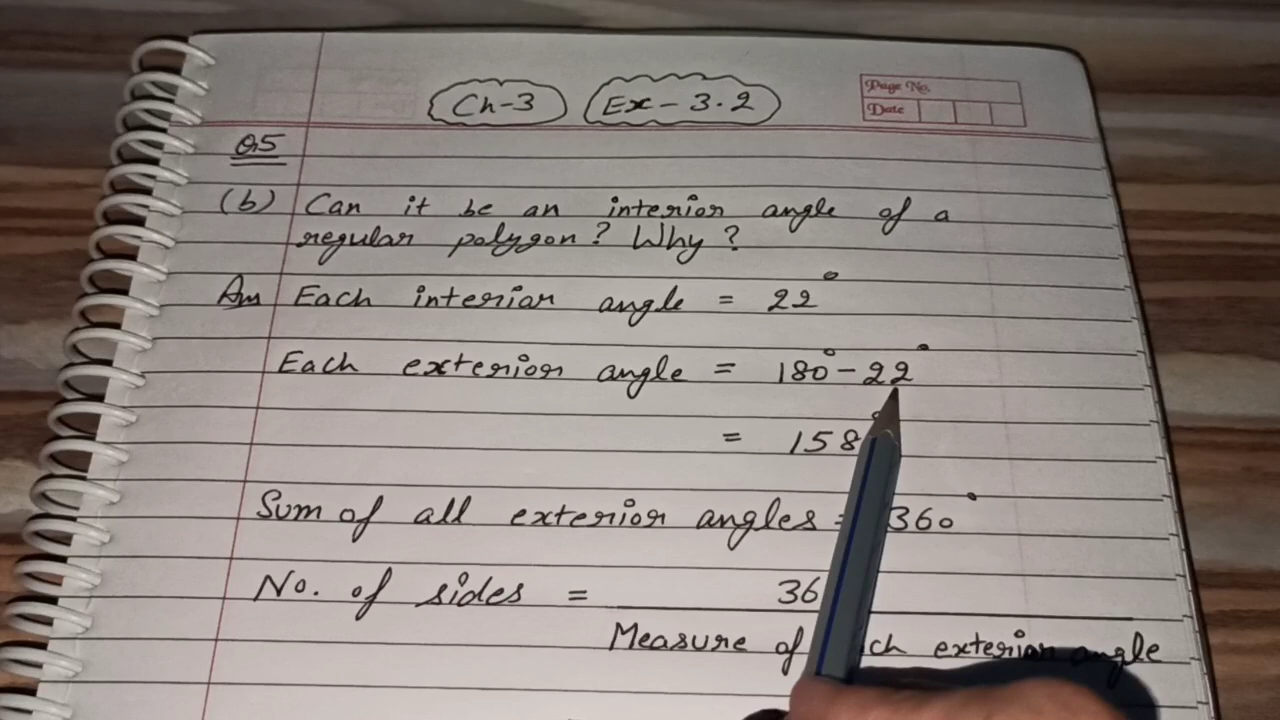 Ch-3 Ex-3.2
Page No.
Date
Q5
(b) Can it be an interior angle of a
regular polygon? Why?
Ans Each interior angle = 22°
Each exterior angle = 180° - 22°
= 158°
Sum of all exterior angles = 360°
No. of sides = 36
Measure of exterior angle